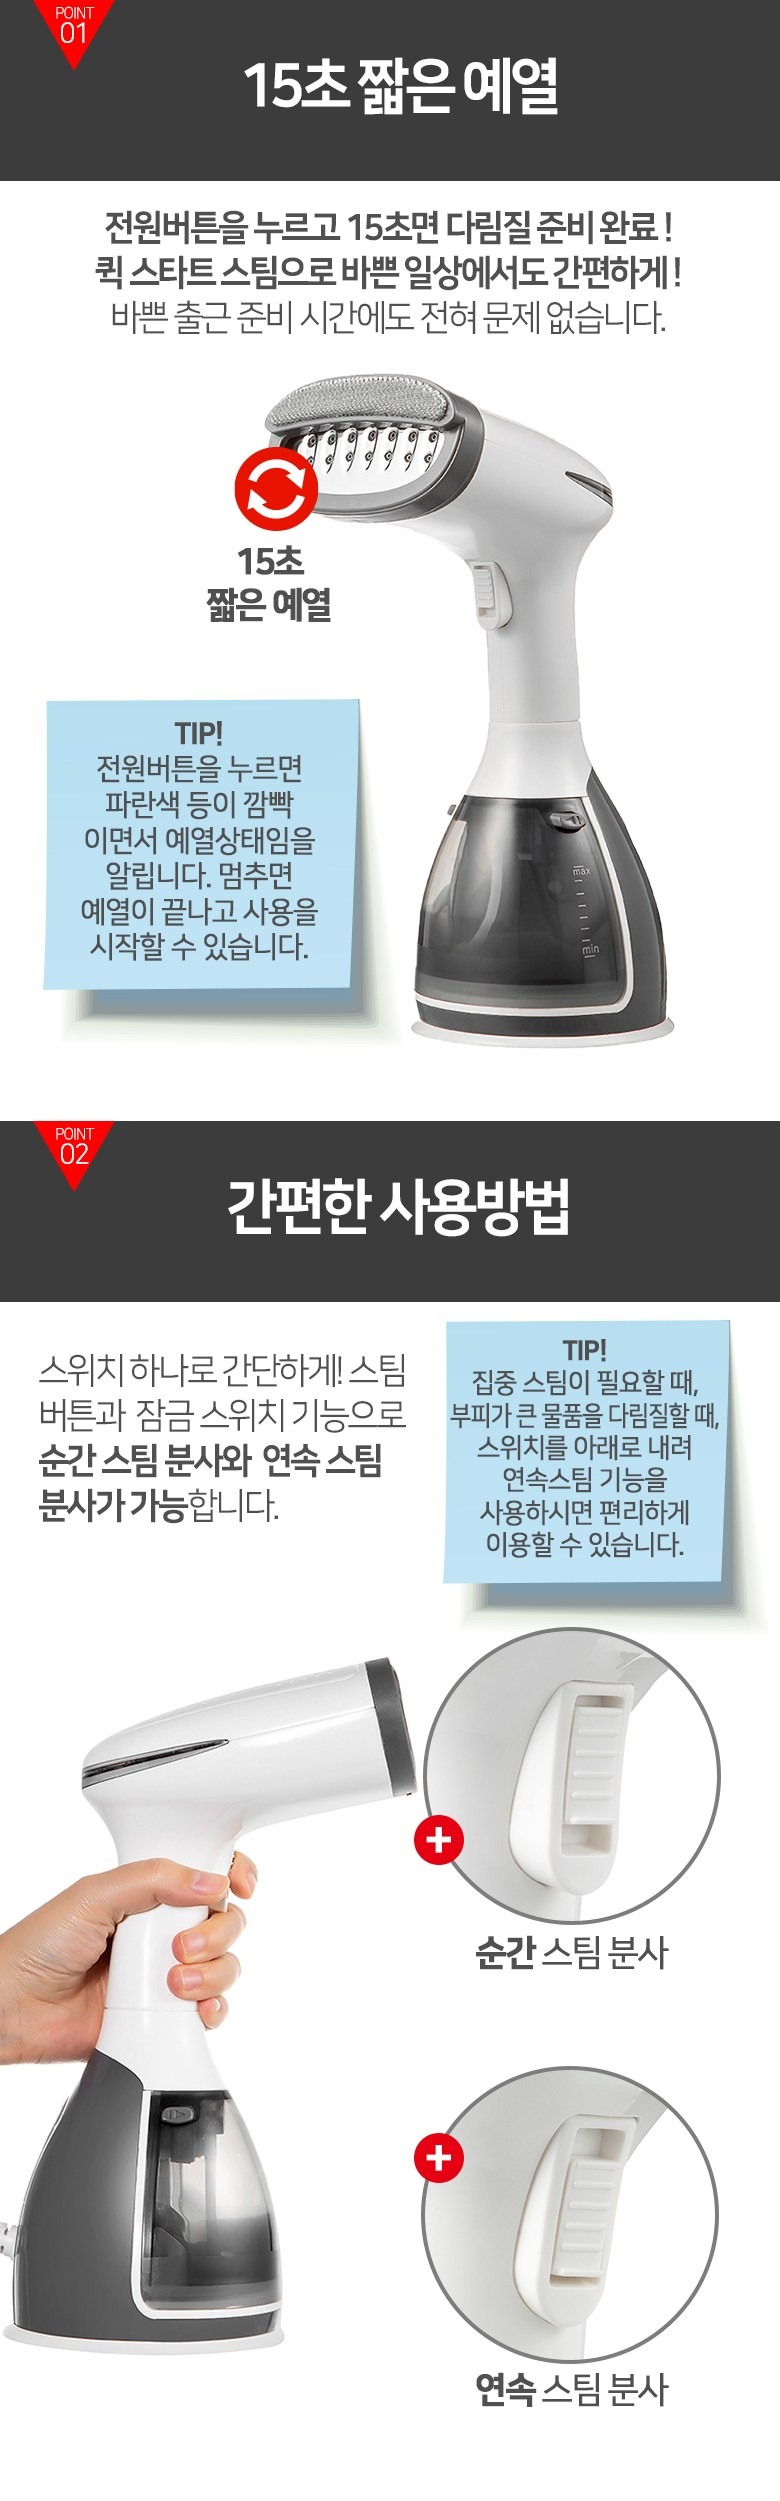 POINT
01
15초 짧은 예열
전원버튼을 누르고 15초면 다림질 준비 완료!
퀵 스타트 스팀으로 바쁜 일상에서도 간편하게!
바쁜 출근 준비 시간에도 전혀 문제 없습니다.
15초
짧은 예열
TIP!
전원버튼을 누르면
파란색 등이 깜빡
이면서 예열상태임을
알립니다. 멈추면
예열이 끝나고 사용을
시작할 수 있습니다.
max
min
POINT
02
간편한 사용방법
스위치 하나로 간단하게! 스팀
버튼과 잠금 스위치 기능으로
순간 스팀 분사와 연속 스팀
분사가 가능합니다.
TIP!
집중 스팀이 필요할 때,
부피가 큰 물품을 다림질할 때,
스위치를 아래로 내려
연속스팀 기능을
사용하시면 편리하게
이용할 수 있습니다.
순간 스팀 분사
연속 스팀 분사